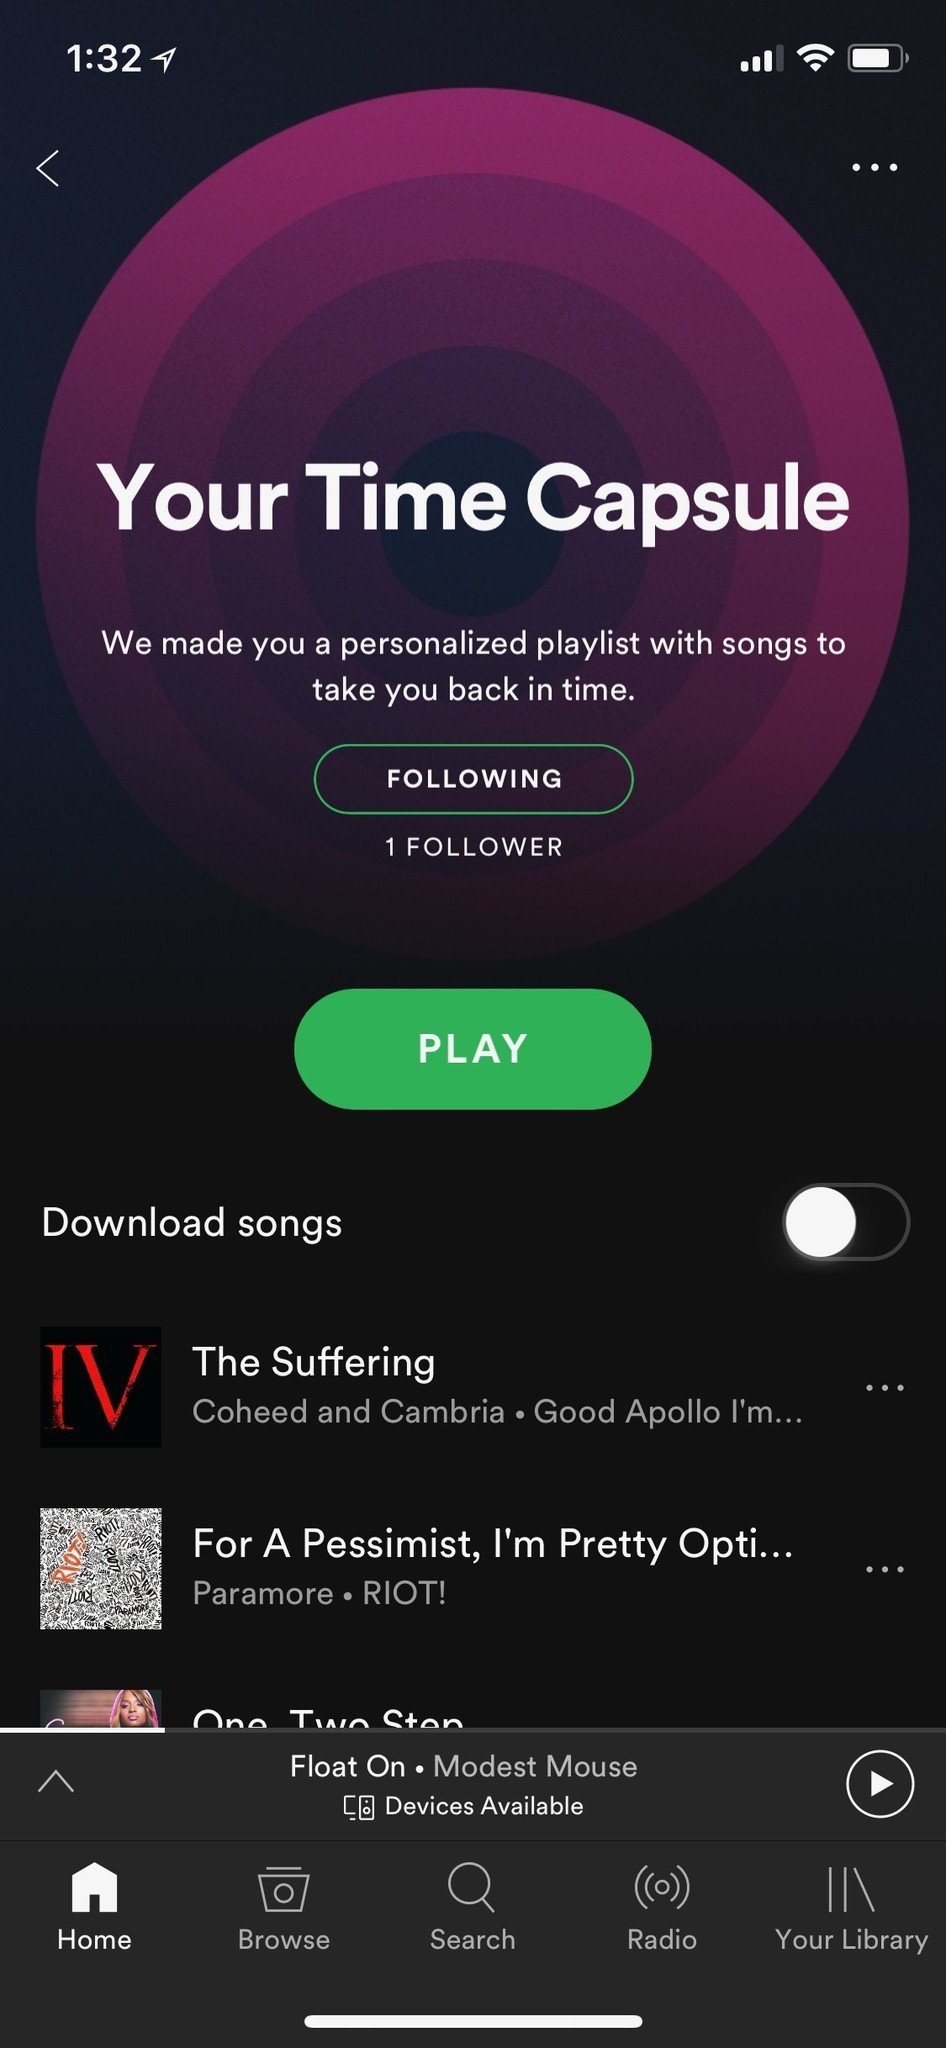 1:32
Your Time Capsule
We made you a personalized playlist with songs to
take you back in time.
FOLLOWING
1 FOLLOWER
PLAY
Download songs
IV
The Suffering
Coheed and Cambria • Good Apollo I'm...
RIOT!
For A Pessimist, I'm Pretty Opti...
Paramore • RIOT!
One, Two Step
Float On • Modest Mouse
Devices Available
Home
Browse
Search
Radio
Your Library